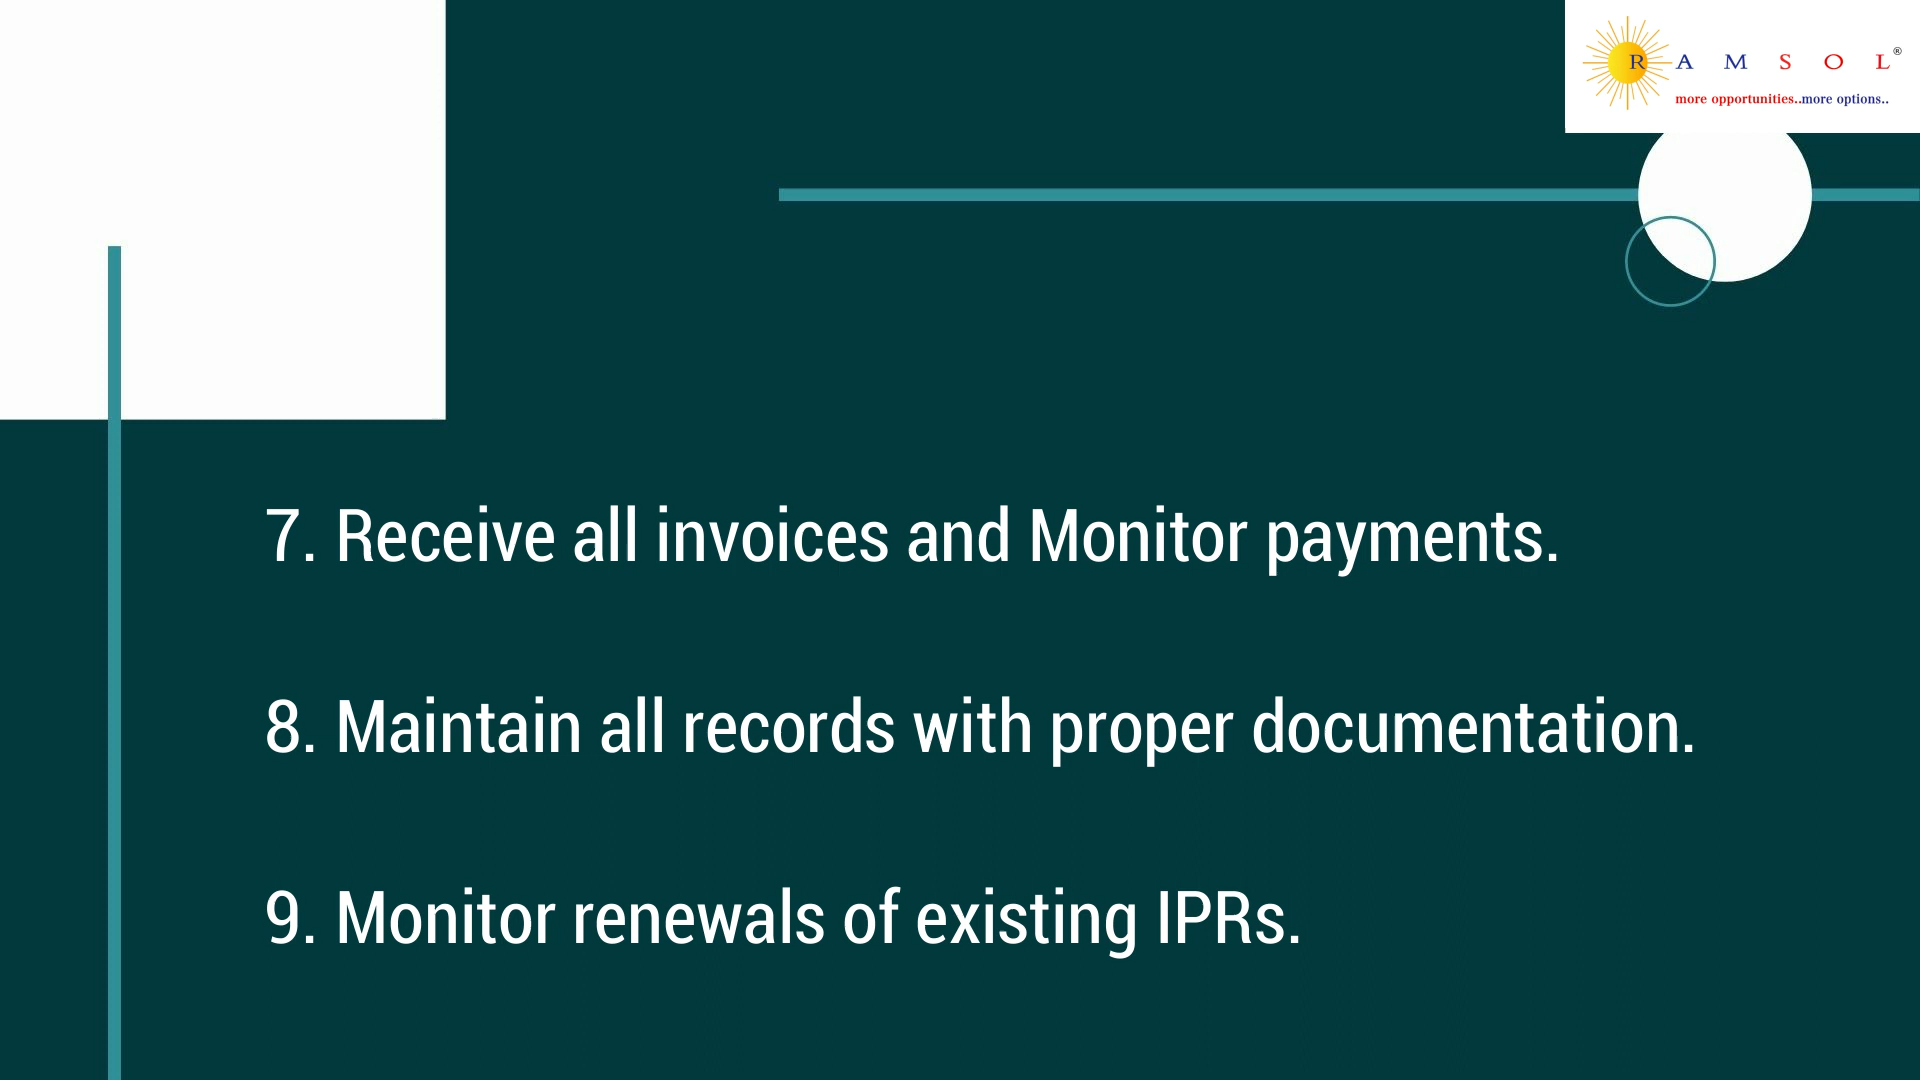 R A M S O L®
more opportunities..more options..
7. Receive all invoices and Monitor payments.
8. Maintain all records with proper documentation.
9. Monitor renewals of existing IPRs.